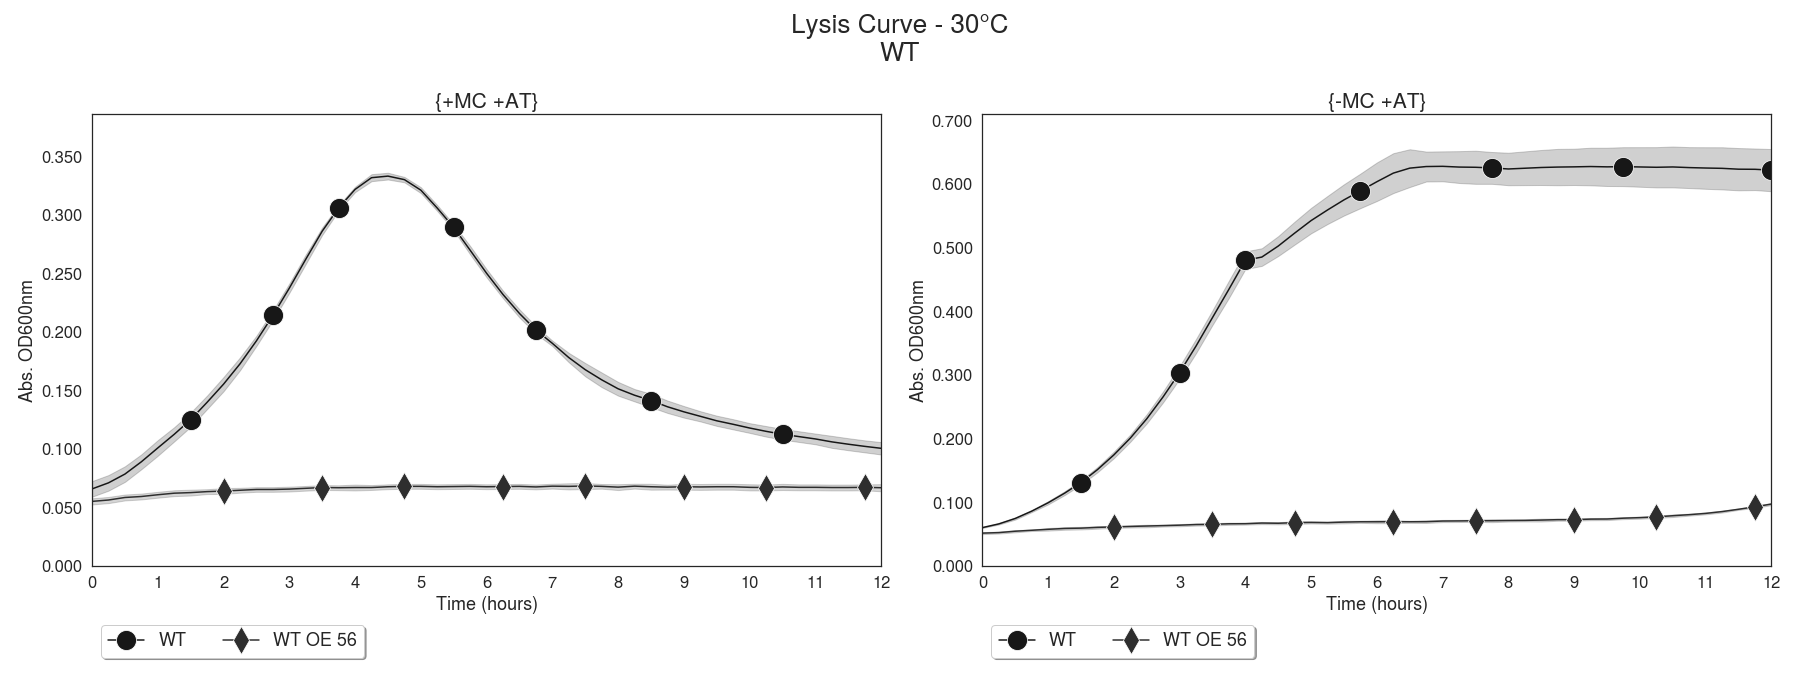 Lysis Curve - 30°C
WT
{+MC +AT}
0.350
0.300
0.250
0.200
0.150
0.100
0.050
0.000
Abs. OD600nm
0 1 2 3 4 5 6 7 8 9 10 11 12
Time (hours)
WT WT OE 56
{-MC +AT}
0.700
0.600
0.500
0.400
0.300
0.200
0.100
0.000
Abs. OD600nm
0 1 2 3 4 5 6 7 8 9 10 11 12
Time (hours)
WT WT OE 56